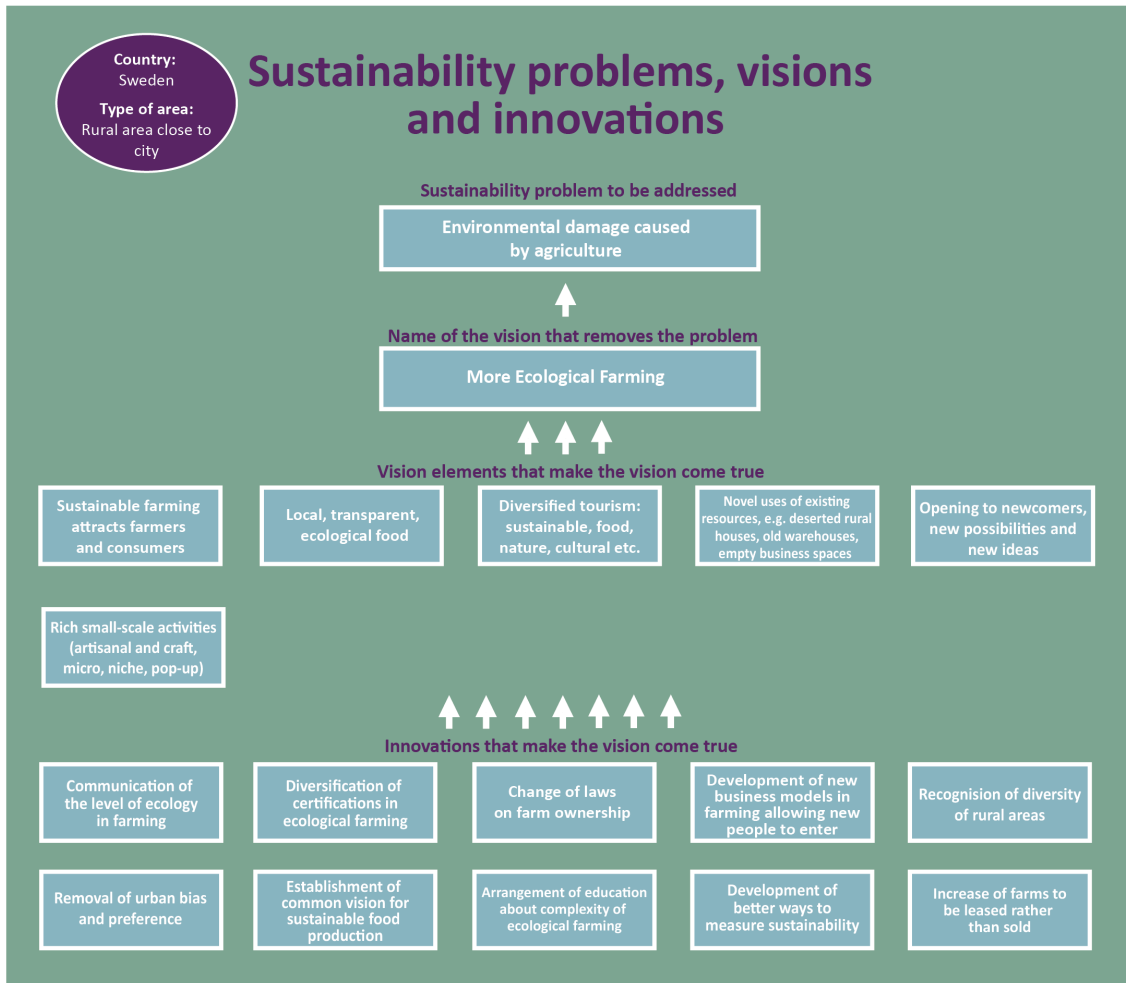 Country:
Sweden
Type of area:
Rural area close to
city
Sustainability problems, visions
and innovations
Sustainability problem to be addressed
Environmental damage caused
by agriculture
Name of the vision that removes the problem
More Ecological Farming
Vision elements that make the vision come true
Sustainable farming
attracts farmers
and consumers
Local, transparent,
ecological food
Diversified tourism:
sustainable, food,
nature, cultural etc.
Novel uses of existing
resources, e.g. deserted rural
houses, old warehouses,
empty business spaces
Opening to newcomers,
new possibilities and
new ideas
Rich small-scale activities
(artisanal and craft,
micro, niche, pop-up)
Innovations that make the vision come true
Communication of
the level of ecology
in farming
Diversification of
certifications in
ecological farming
Change of laws
on farm ownership
Development of new
business models in
farming allowing new
people to enter
Recognision of diversity
of rural areas
Removal of urban bias
and preference
Establishment of
common vision for
sustainable food
production
Arrangement of education
about complexity of
ecological farming
Development of
better ways to
measure sustainability
Increase of farms to
be leased rather
than sold